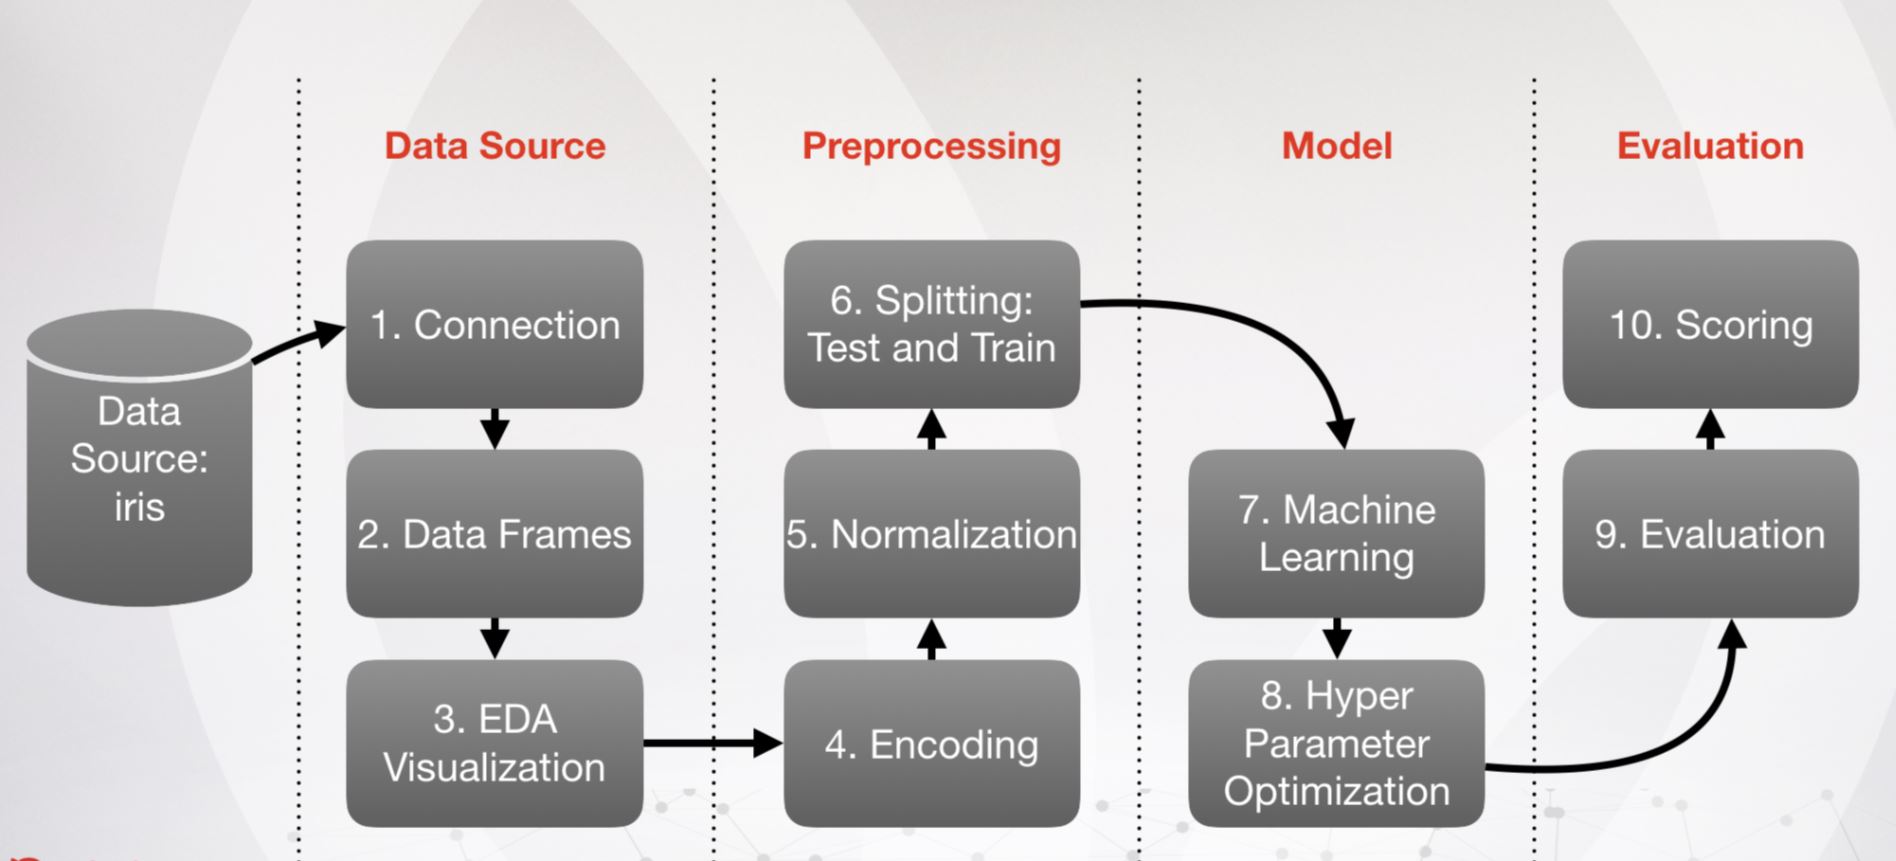 Data Source
Preprocessing
Model
Evaluation
Data
Source:
iris
1. Connection
2. Data Frames
3. EDA
Visualization
4. Encoding
5. Normalization
6. Splitting:
Test and Train
7. Machine
Learning
8. Hyper
Parameter
Optimization
9. Evaluation
10. Scoring